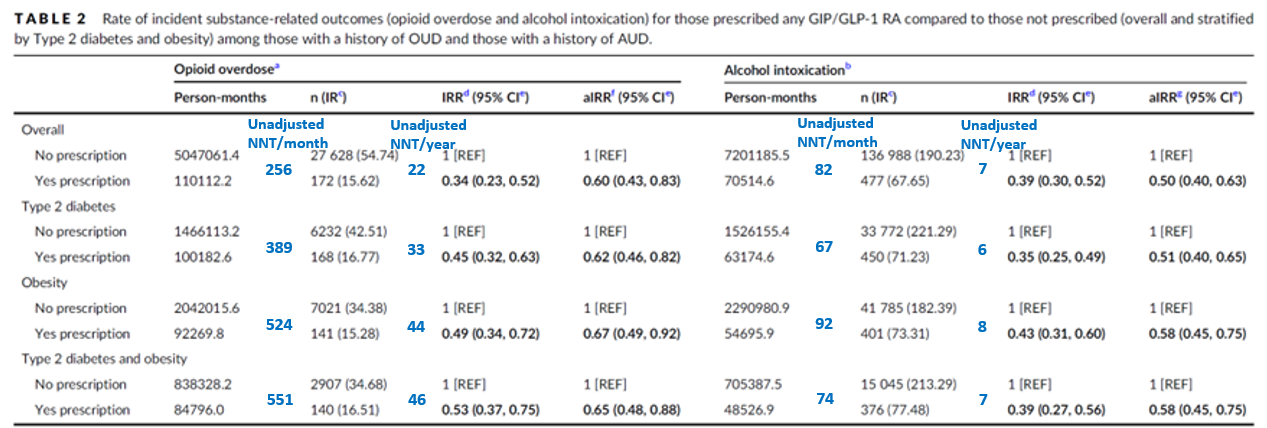 TABLE 2 Rate of incident substance-related outcomes (opioid overdose and alcohol intoxication) for those prescribed any GIP/GLP-1 RA compared to those not prescribed (overall and stratified
by Type 2 diabetes and obesity) among those with a history of OUD and those with a history of AUD.
Opioid overdoseᵃ Alcohol intoxicationᵇ
Person-months n (IRᶜ) IRRᵈ (95% CIᵉ) aIRRᶠ (95% CIᵉ) Person-months n (IRᶜ) IRRᵈ (95% CIᵉ) aIRRᵍ (95% CIᵉ)
Overall Unadjusted NNT/month Unadjusted NNT/year Unadjusted NNT/month Unadjusted NNT/year
No prescription 5047061.4 27 628 (54.74) 1 [REF] 1 [REF] 7201185.5 136 988 (190.23) 1 [REF] 1 [REF]
256 22 82 7
Yes prescription 110112.2 172 (15.62) 0.34 (0.23, 0.52) 0.60 (0.43, 0.83) 70514.6 477 (67.65) 0.39 (0.30, 0.52) 0.50 (0.40, 0.63)
Type 2 diabetes
No prescription 1466113.2 6232 (42.51) 1 [REF] 1 [REF] 1526155.4 33 772 (221.29) 1 [REF] 1 [REF]
389 33 67 6
Yes prescription 100182.6 168 (16.77) 0.45 (0.32, 0.63) 0.62 (0.46, 0.82) 63174.6 450 (71.23) 0.35 (0.25, 0.49) 0.51 (0.40, 0.65)
Obesity
No prescription 2042015.6 7021 (34.38) 1 [REF] 1 [REF] 2290980.9 41 785 (182.39) 1 [REF] 1 [REF]
524 44 92 8
Yes prescription 92269.8 141 (15.28) 0.49 (0.34, 0.72) 0.67 (0.49, 0.92) 54695.9 401 (73.31) 0.43 (0.31, 0.60) 0.58 (0.45, 0.75)
Type 2 diabetes and obesity
No prescription 838328.2 2907 (34.68) 1 [REF] 1 [REF] 705387.5 15 045 (213.29) 1 [REF] 1 [REF]
551 46 74 7
Yes prescription 84796.0 140 (16.51) 0.53 (0.37, 0.75) 0.65 (0.48, 0.88) 48526.9 376 (77.48) 0.39 (0.27, 0.56) 0.58 (0.45, 0.75)